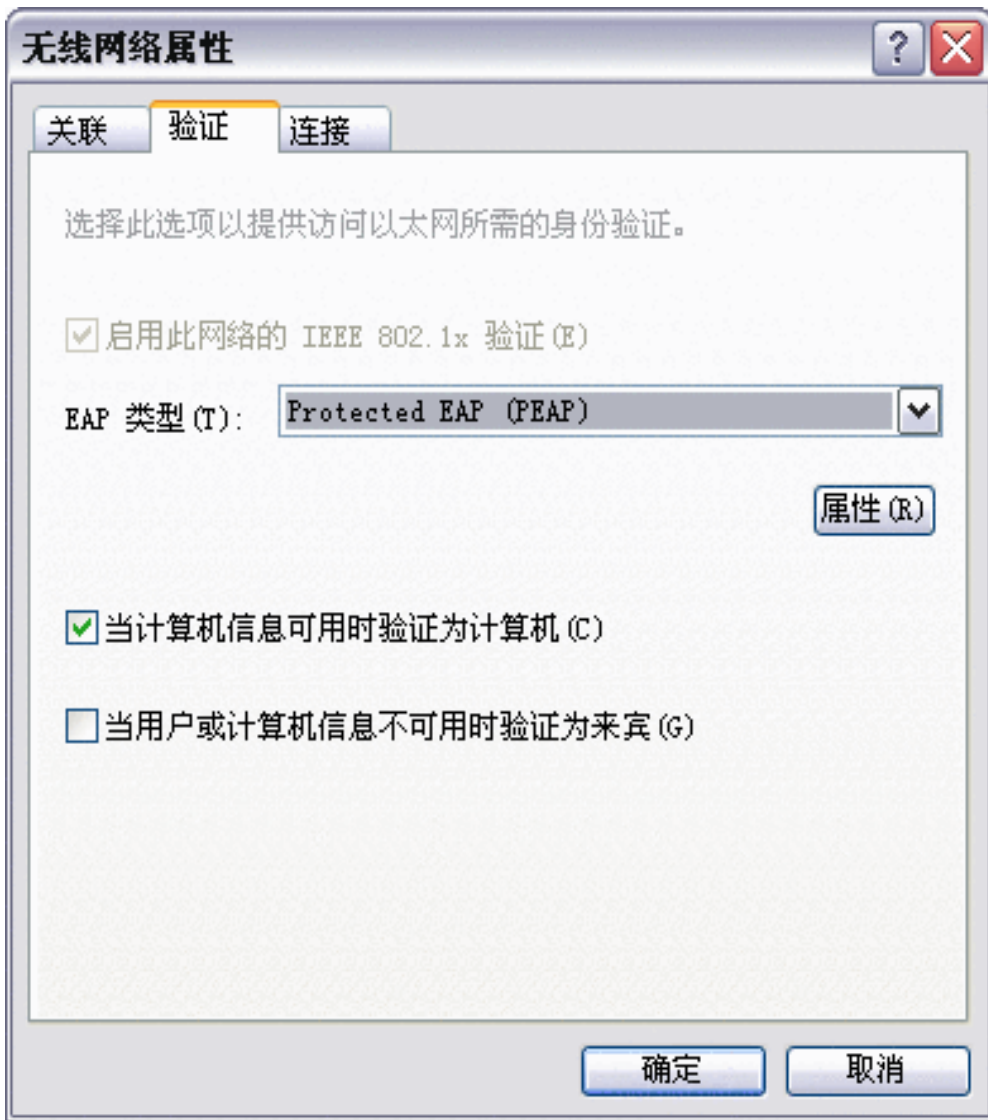 无线网络属性
关联 验证 连接
选择此选项以提供访问以太网所需的身份验证。
启用此网络的 IEEE 802.1x 验证(E)
EAP 类型(T): Protected EAP (PEAP)
属性(R)
当计算机信息可用时验证为计算机(C)
当用户或计算机信息不可用时验证为来宾(G)
确定 取消